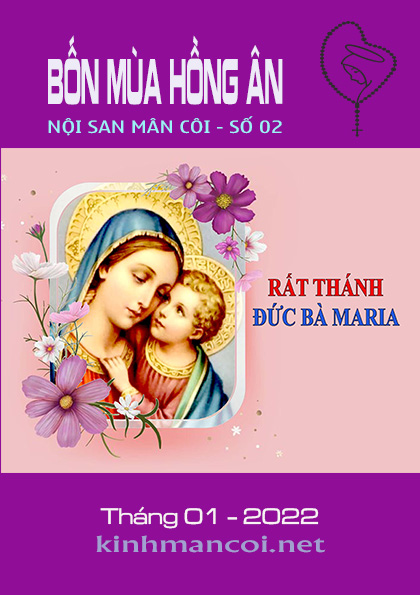 BỐN MÙA HỒNG ÂN
NỘI SAN MÂN CÔI - SỐ 02
RẤT THÁNH
ĐỨC BÀ MARIA
Tháng 01 - 2022
kinhmancoi.net